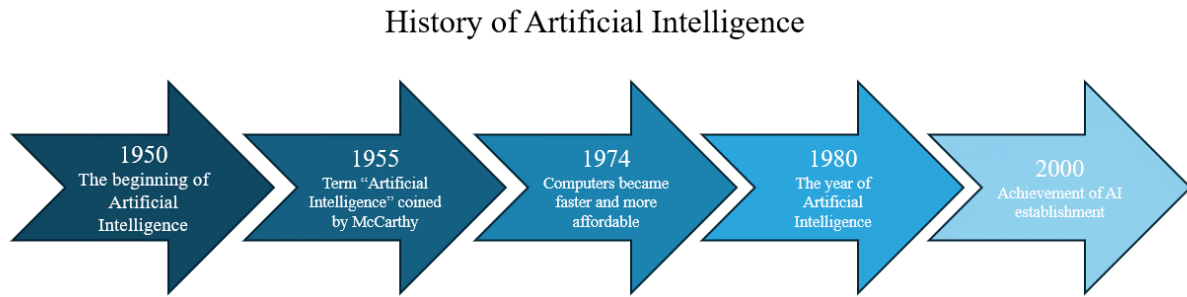 History of Artificial Intelligence
1950
The beginning of
Artificial
Intelligence
1955
Term “Artificial
Intelligence” coined
by McCarthy
1974
Computers became
faster and more
affordable
1980
The year of
Artificial
Intelligence
2000
Achievement of AI
establishment